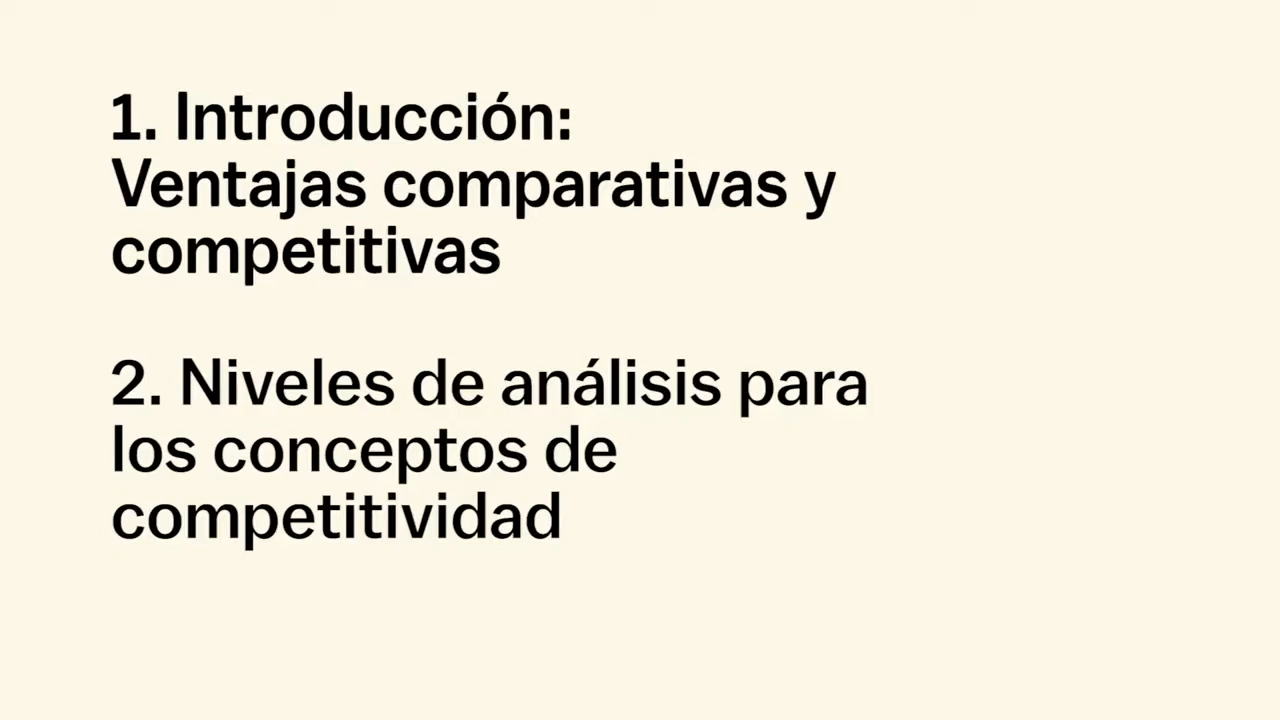 1. Introducción:
Ventajas comparativas y
competitivas
2. Niveles de análisis para
los conceptos de
competitividad